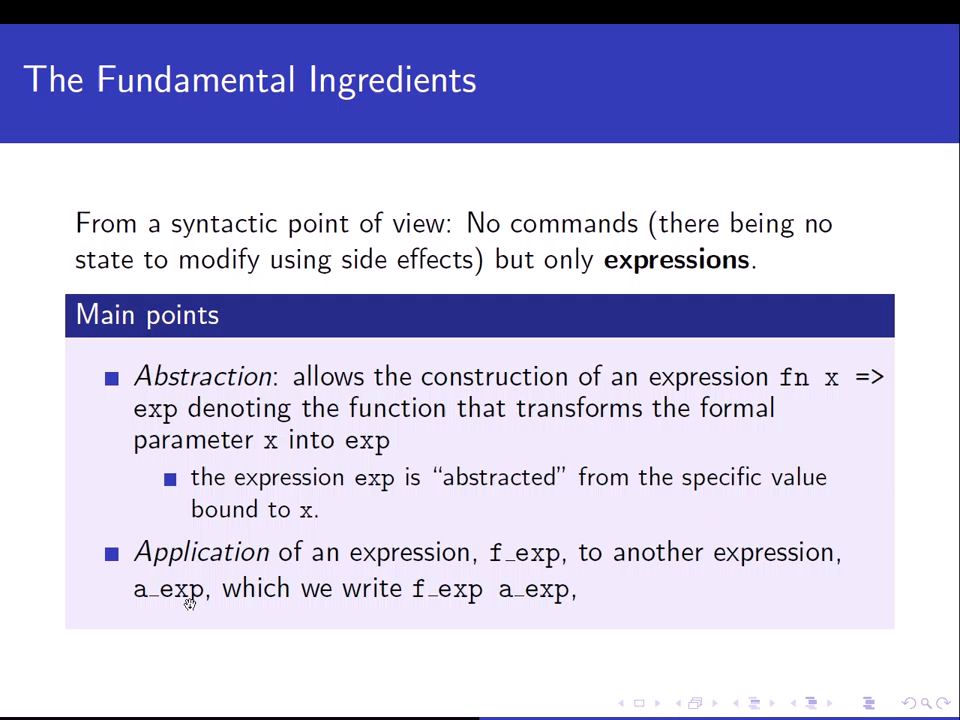 The Fundamental Ingredients
From a syntactic point of view: No commands (there being no
state to modify using side effects) but only expressions.
Main points
Abstraction: allows the construction of an expression fn x =>
exp denoting the function that transforms the formal
parameter x into exp
the expression exp is “abstracted” from the specific value
bound to x.
Application of an expression, f_exp, to another expression,
a_exp, which we write f_exp a_exp,